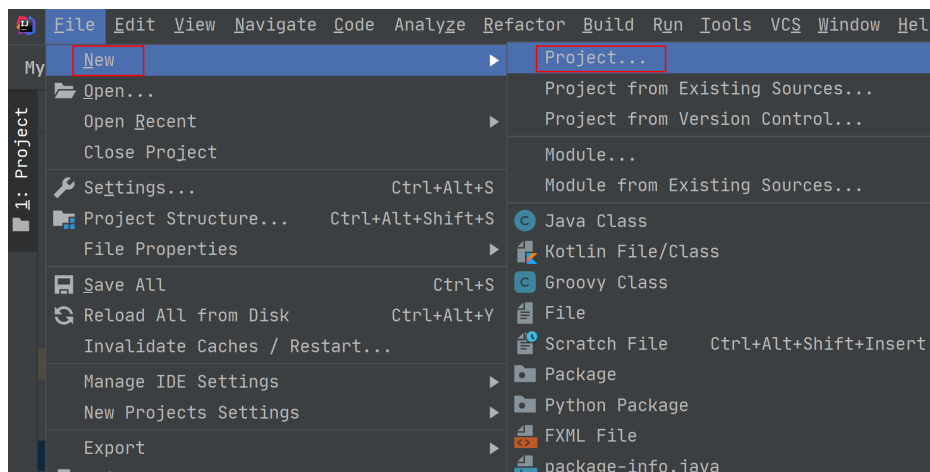 File Edit View Navigate Code Analyze Refactor Build Run Tools VCS Window Hel
My
1: Project
New
Open...
Open Recent
Close Project
Settings... Ctrl+Alt+S
Project Structure... Ctrl+Alt+Shift+S
File Properties
Save All Ctrl+S
Reload All from Disk Ctrl+Alt+Y
Invalidate Caches / Restart...
Manage IDE Settings
New Projects Settings
Export
Project...
Project from Existing Sources...
Project from Version Control...
Module...
Module from Existing Sources...
Java Class
Kotlin File/Class
Groovy Class
File
Scratch File Ctrl+Alt+Shift+Insert
Package
Python Package
FXML File
package-info.java